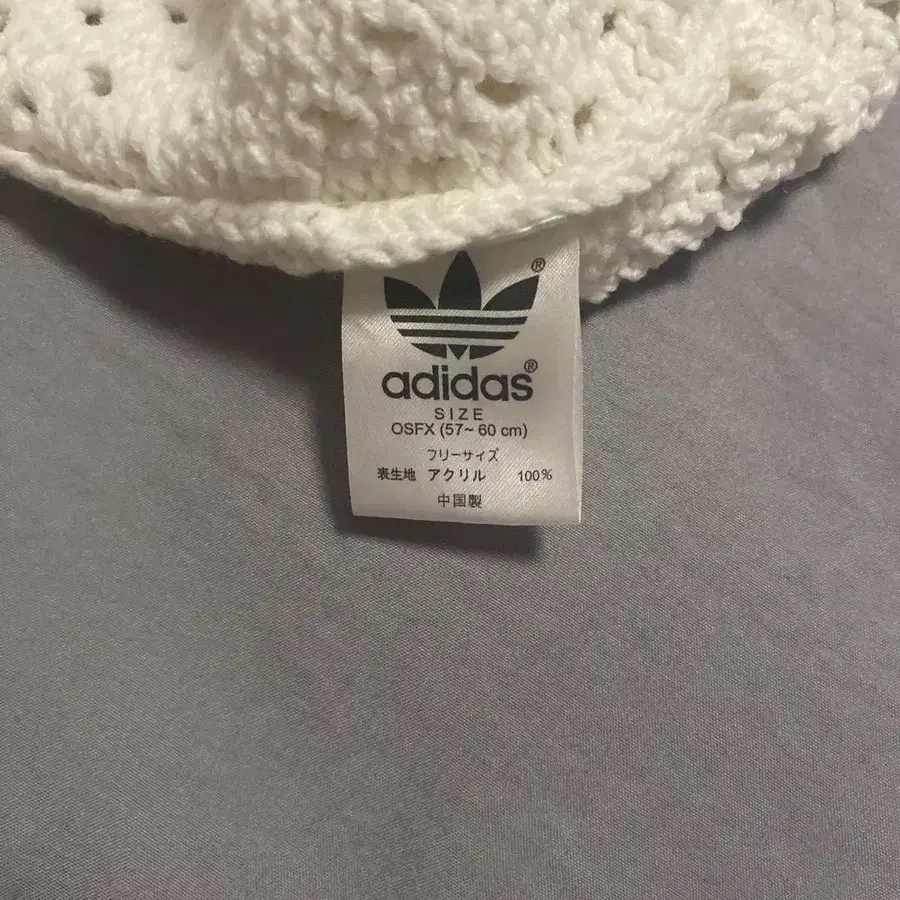 ®
adidas®
SIZE
OSFX (57~60 cm)
フリーサイズ
表生地 アクリル 100%
中国製